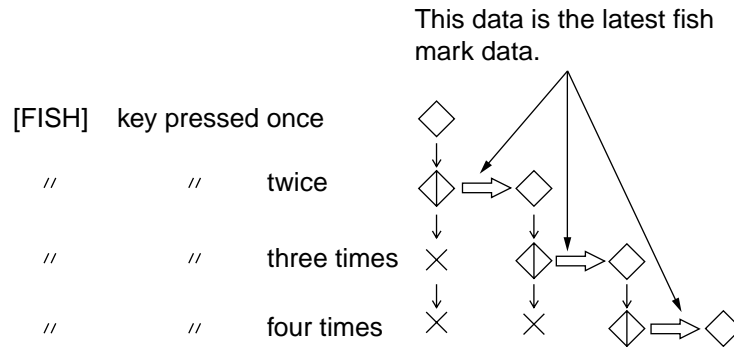 This data is the latest fish
mark data.
[FISH] key pressed once
〃 〃 twice
〃 〃 three times
〃 〃 four times